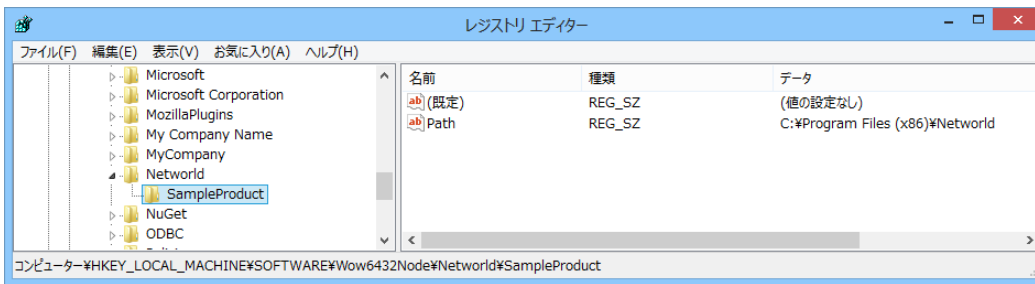 レジストリ エディター
ファイル(F) 編集(E) 表示(V) お気に入り(A) ヘルプ(H)
Microsoft
Microsoft Corporation
MozillaPlugins
My Company Name
MyCompany
Networld
SampleProduct
NuGet
ODBC
名前 種類 データ
ab (既定) REG_SZ (値の設定なし)
ab Path REG_SZ C:¥Program Files (x86)¥Networld
コンピューター¥HKEY_LOCAL_MACHINE¥SOFTWARE¥Wow6432Node¥Networld¥SampleProduct